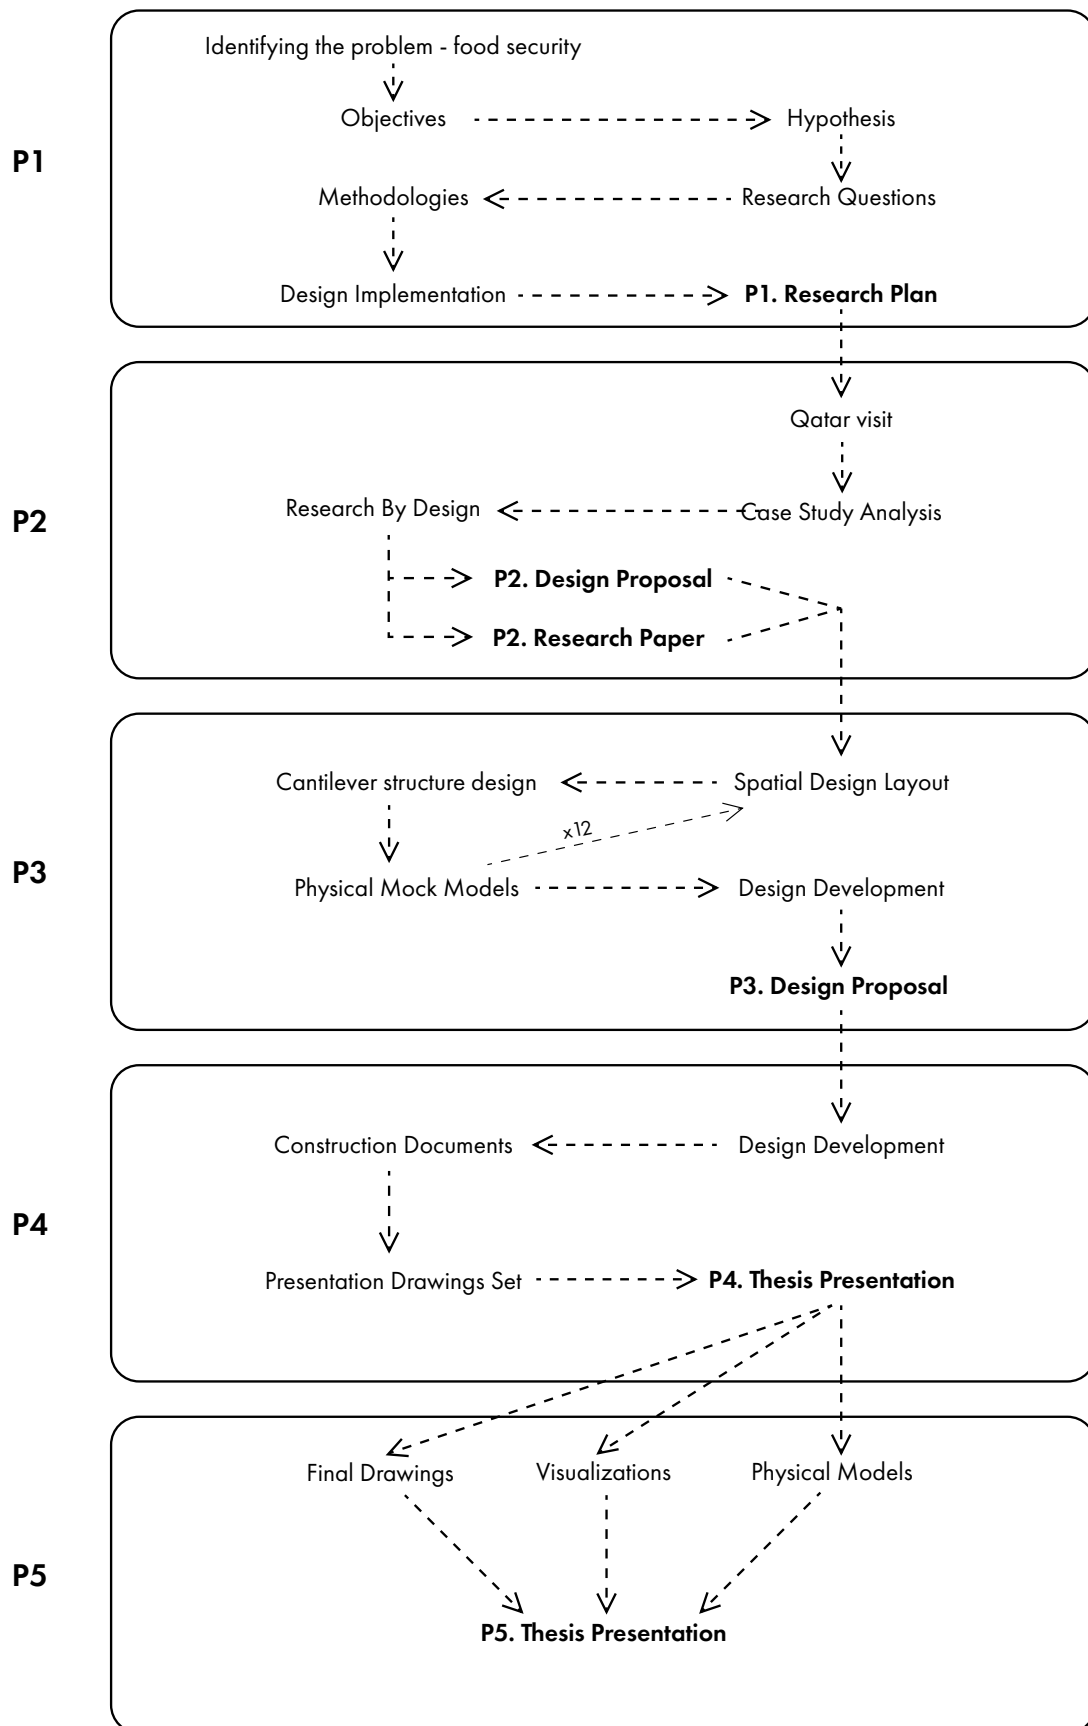 P1
Identifying the problem - food security
Objectives
Hypothesis
Methodologies
Research Questions
Design Implementation
P1. Research Plan
P2
Qatar visit
Research By Design
Case Study Analysis
P2. Design Proposal
P2. Research Paper
P3
Cantilever structure design
Spatial Design Layout
x12
Physical Mock Models
Design Development
P3. Design Proposal
P4
Construction Documents
Design Development
Presentation Drawings Set
P4. Thesis Presentation
P5
Final Drawings
Visualizations
Physical Models
P5. Thesis Presentation